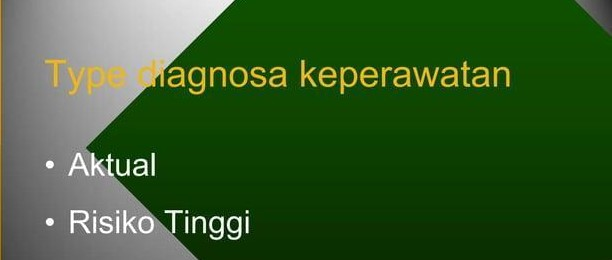 Type diagnosa keperawatan
• Aktual
• Risiko Tinggi